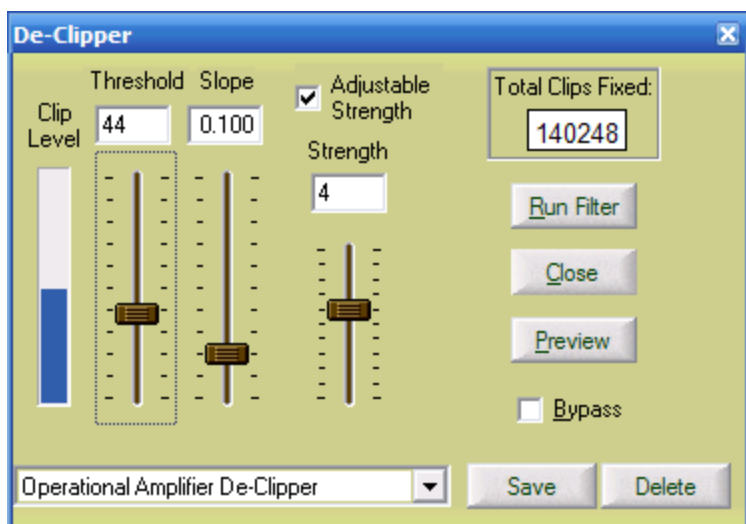 De-Clipper
Threshold Slope
Adjustable
Strength
Total Clips Fixed:
Clip
Level
44
0.100
140248
Strength
4
Run Filter
Close
Preview
Bypass
Operational Amplifier De-Clipper
Save
Delete